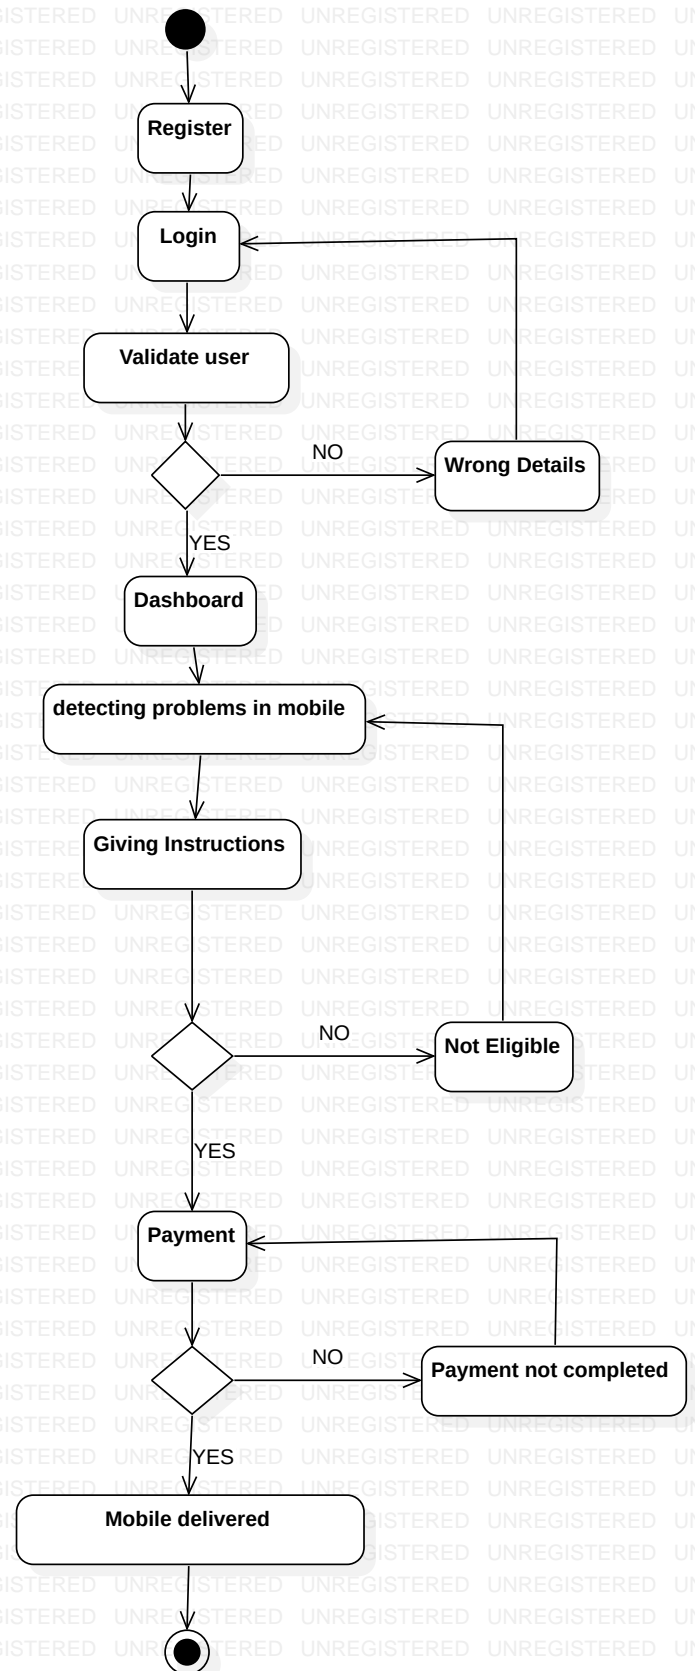 Register
Login
Validate user
NO
Wrong Details
YES
Dashboard
detecting problems in mobile
Giving Instructions
NO
Not Eligible
YES
Payment
NO
Payment not completed
YES
Mobile delivered
UNREGISTERED